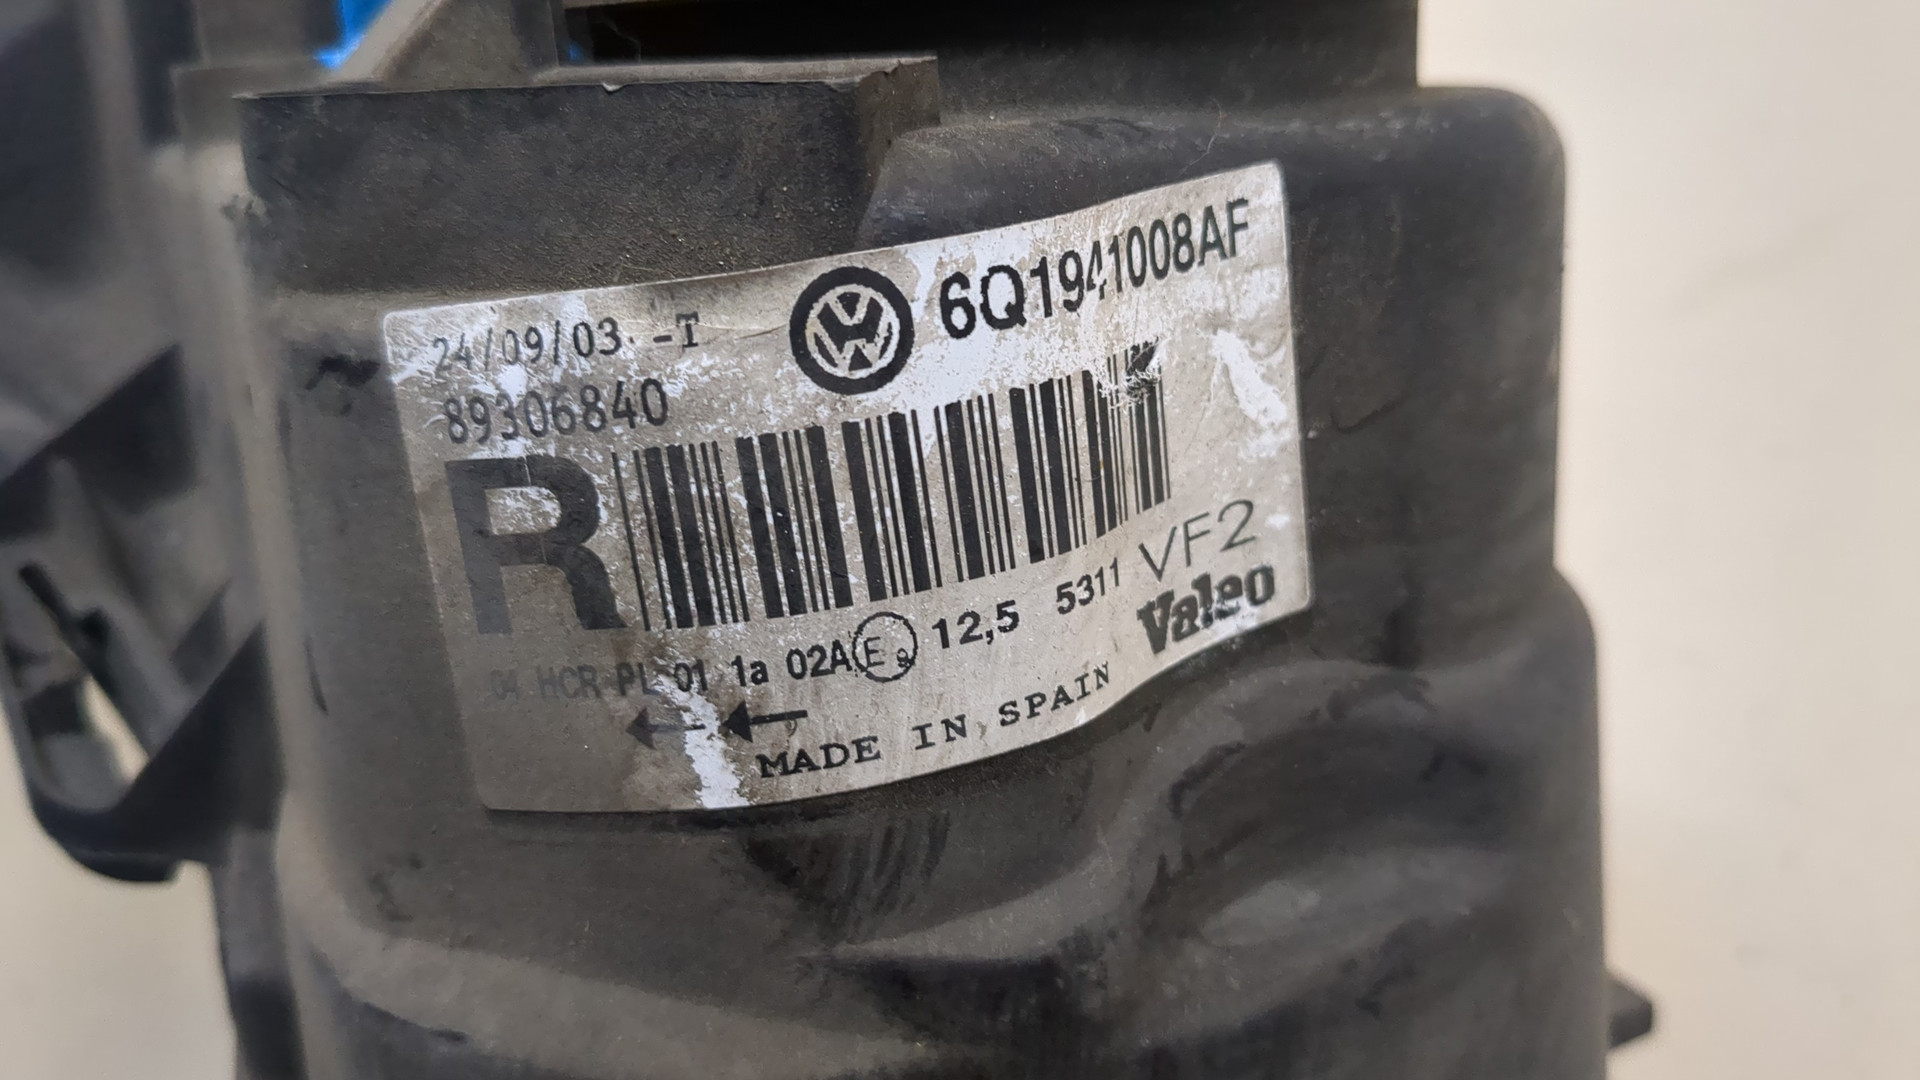 24/09/03 -T
6Q1941008AF
89306840
R
VF2
04 HCR PL 01 1a 02A E9 12,5 5311
Valeo
MADE IN SPAIN